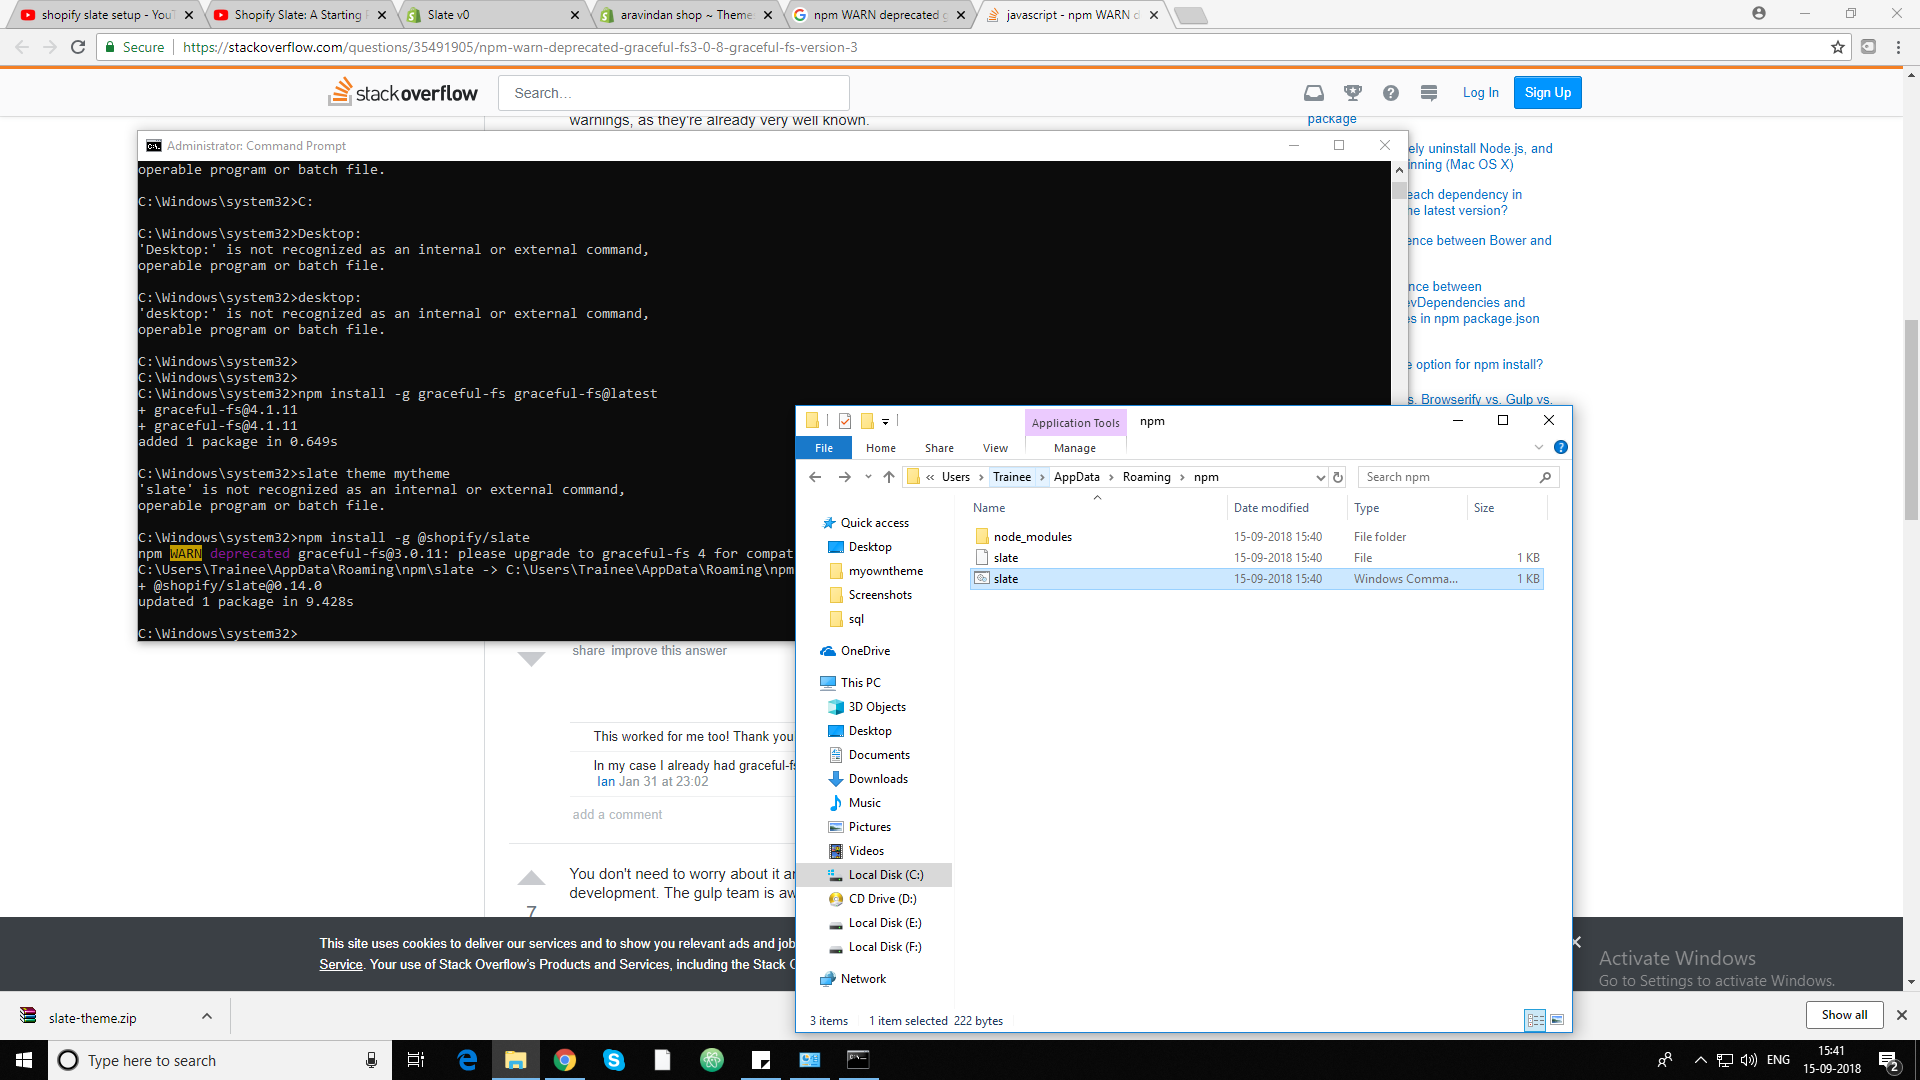 shopify slate setup - You
Shopify Slate: A Starting
Slate v0
aravindan shop ~ Theme
npm WARN deprecated
javascript - npm WARN
Secure
https://stackoverflow.com/questions/35491905/npm-warn-deprecated-graceful-fs3-0-8-graceful-fs-version-3
stackoverflow
Search…
Log In
Sign Up
warnings, as they're already very well known.
package
ely uninstall Node.js, and
inning (Mac OS X)
each dependency in
he latest version?
ence between Bower and
nce between
evDependencies and
es in npm package.json
e option for npm install?
s. Browserify vs. Gulp vs.
Administrator: Command Prompt
operable program or batch file.
C:\Windows\system32>C:
C:\Windows\system32>Desktop:
'Desktop:' is not recognized as an internal or external command,
operable program or batch file.
C:\Windows\system32>desktop:
'desktop:' is not recognized as an internal or external command,
operable program or batch file.
C:\Windows\system32>
C:\Windows\system32>
C:\Windows\system32>npm install -g graceful-fs graceful-fs@latest
+ graceful-fs@4.1.11
+ graceful-fs@4.1.11
added 1 package in 0.649s
C:\Windows\system32>slate theme mytheme
'slate' is not recognized as an internal or external command,
operable program or batch file.
C:\Windows\system32>npm install -g @shopify/slate
npm WARN deprecated graceful-fs@3.0.11: please upgrade to graceful-fs 4 for compat
C:\Users\Trainee\AppData\Roaming\npm\slate -> C:\Users\Trainee\AppData\Roaming\npm
+ @shopify/slate@0.14.0
updated 1 package in 9.428s
C:\Windows\system32>
share improve this answer
This worked for me too! Thank you
In my case I already had graceful-fs
Ian Jan 31 at 23:02
add a comment
You don't need to worry about it
development. The gulp team is aw
7
This site uses cookies to deliver our services and to show you relevant ads and job
Service. Your use of Stack Overflow's Products and Services, including the Stack O
Application Tools
npm
File
Home
Share
View
Manage
« Users > Trainee > AppData > Roaming > npm
Search npm
Name
Date modified
Type
Size
node_modules 15-09-2018 15:40 File folder
slate 15-09-2018 15:40 File 1 KB
slate 15-09-2018 15:40 Windows Comma... 1 KB
Quick access
Desktop
myowntheme
Screenshots
sql
OneDrive
This PC
3D Objects
Desktop
Documents
Downloads
Music
Pictures
Videos
Local Disk (C:)
CD Drive (D:)
Local Disk (E:)
Local Disk (F:)
Network
3 items
1 item selected 222 bytes
Activate Windows
Go to Settings to activate Windows.
slate-theme.zip
Show all
Type here to search
ENG
15:41
15-09-2018
2